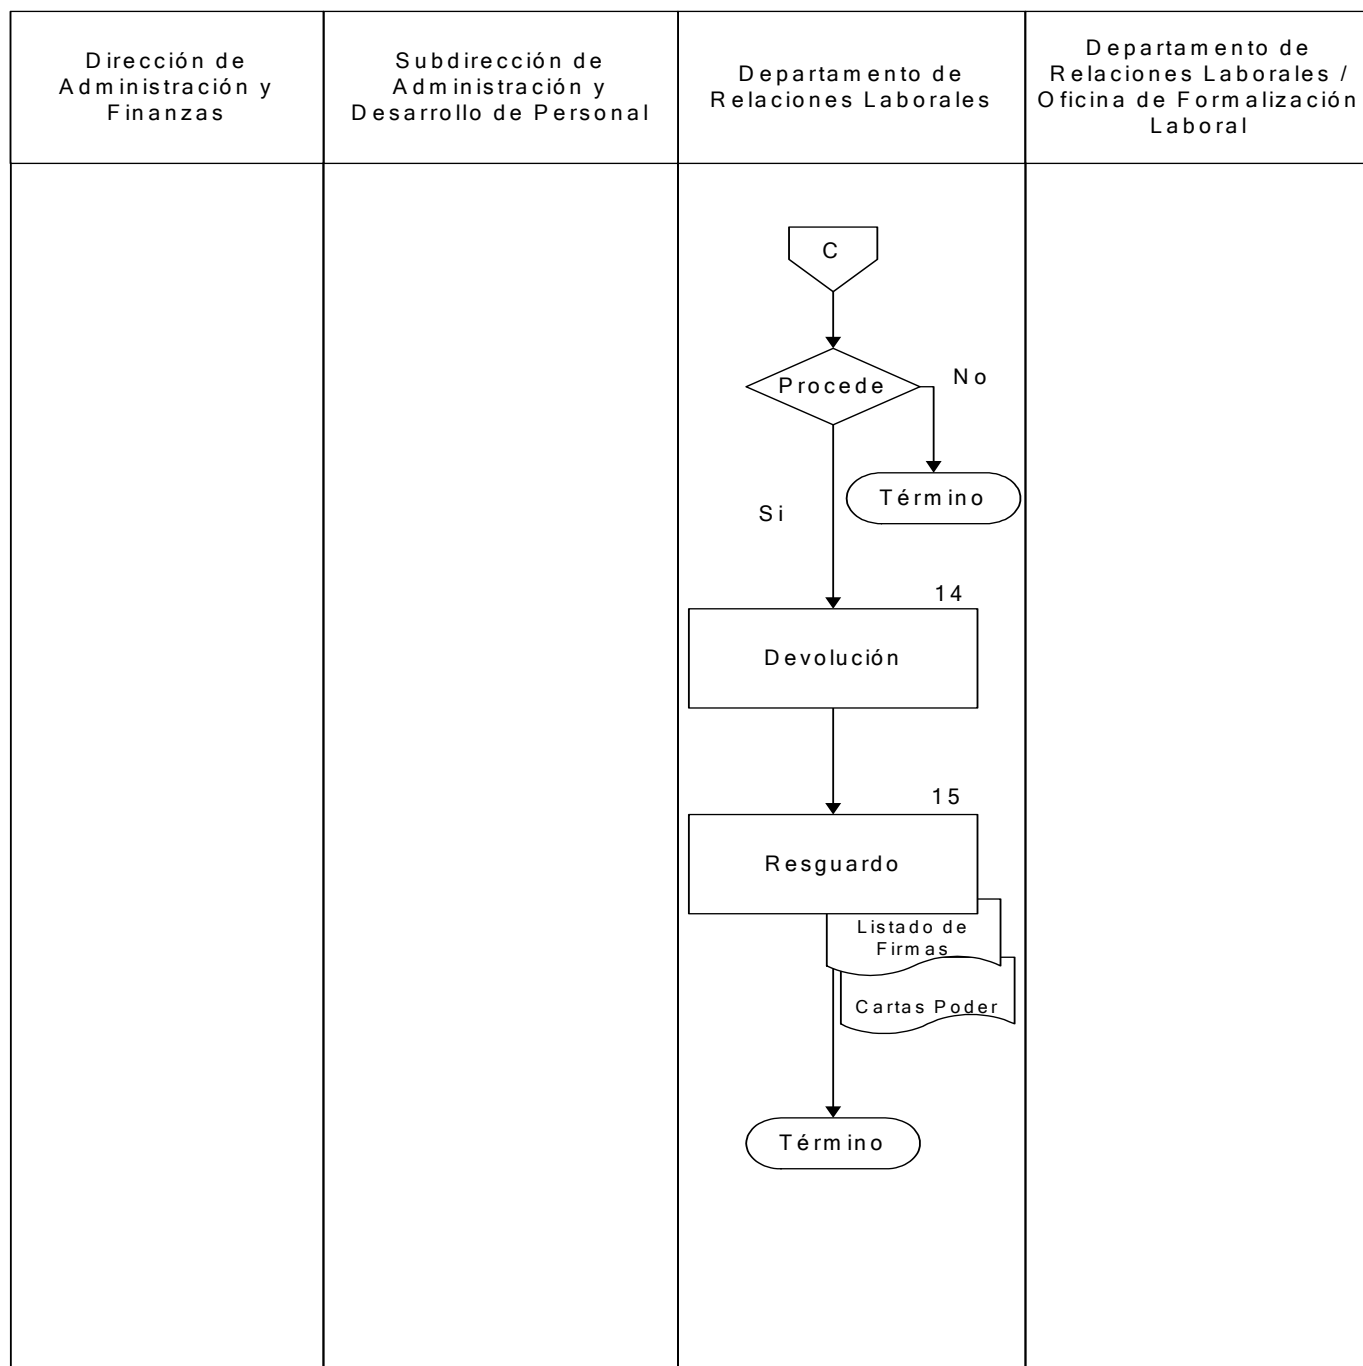 Dirección de
Administración y
Finanzas
Subdirección de
Administración y
Desarrollo de Personal
Departamento de
Relaciones Laborales
Departamento de
Relaciones Laborales /
Oficina de Formalización
Laboral
C
Procede
No
Término
Si
14
Devolución
15
Resguardo
Listado de
Firmas
Cartas Poder
Término